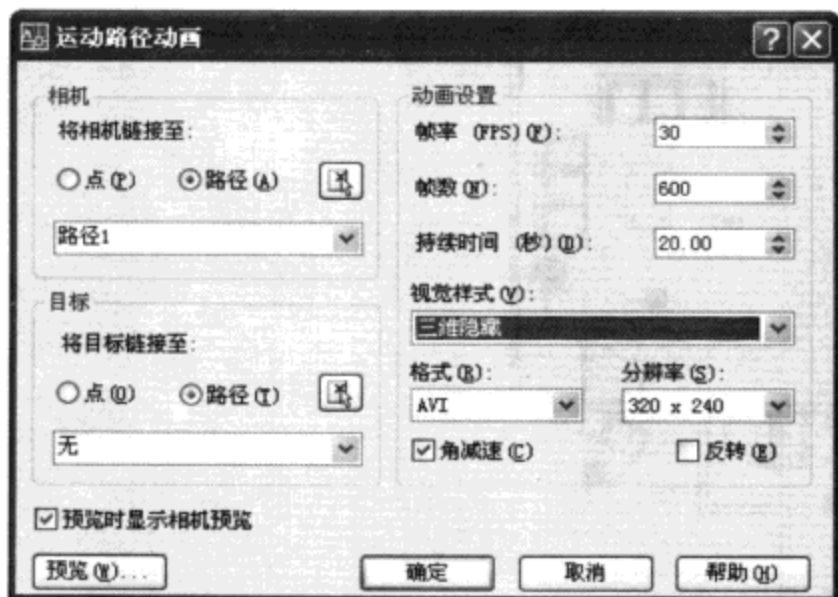 运动路径动画
相机
将相机链接至:
点(P) 路径(A)
路径1
目标
将目标链接至:
点(O) 路径(T)
无
预览时显示相机预览
预览(W)...
动画设置
帧率 (FPS)(F): 30
帧数(N): 600
持续时间 (秒)(D): 20.00
视觉样式(V):
三维隐藏
格式(R): 分辨率(S):
AVI 320 x 240
角减速(C) 反转(E)
确定 取消 帮助(H)